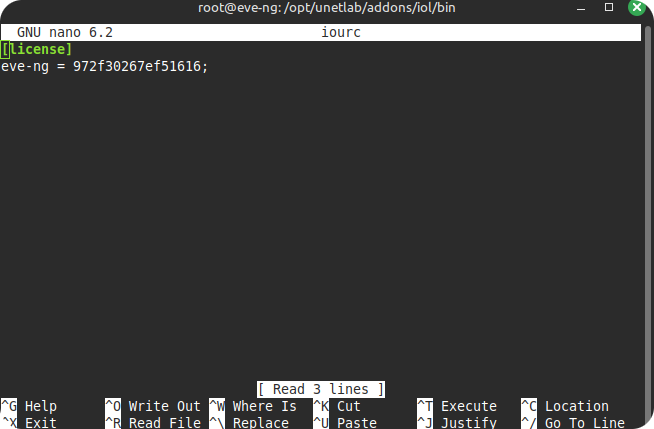 root@eve-ng: /opt/unetlab/addons/iol/bin
GNU nano 6.2 iourc
[license]
eve-ng = 972f30267ef51616;
[ Read 3 lines ]
^G Help ^O Write Out ^W Where Is ^K Cut ^T Execute ^C Location
^X Exit ^R Read File ^\ Replace ^U Paste ^J Justify ^/ Go To Line